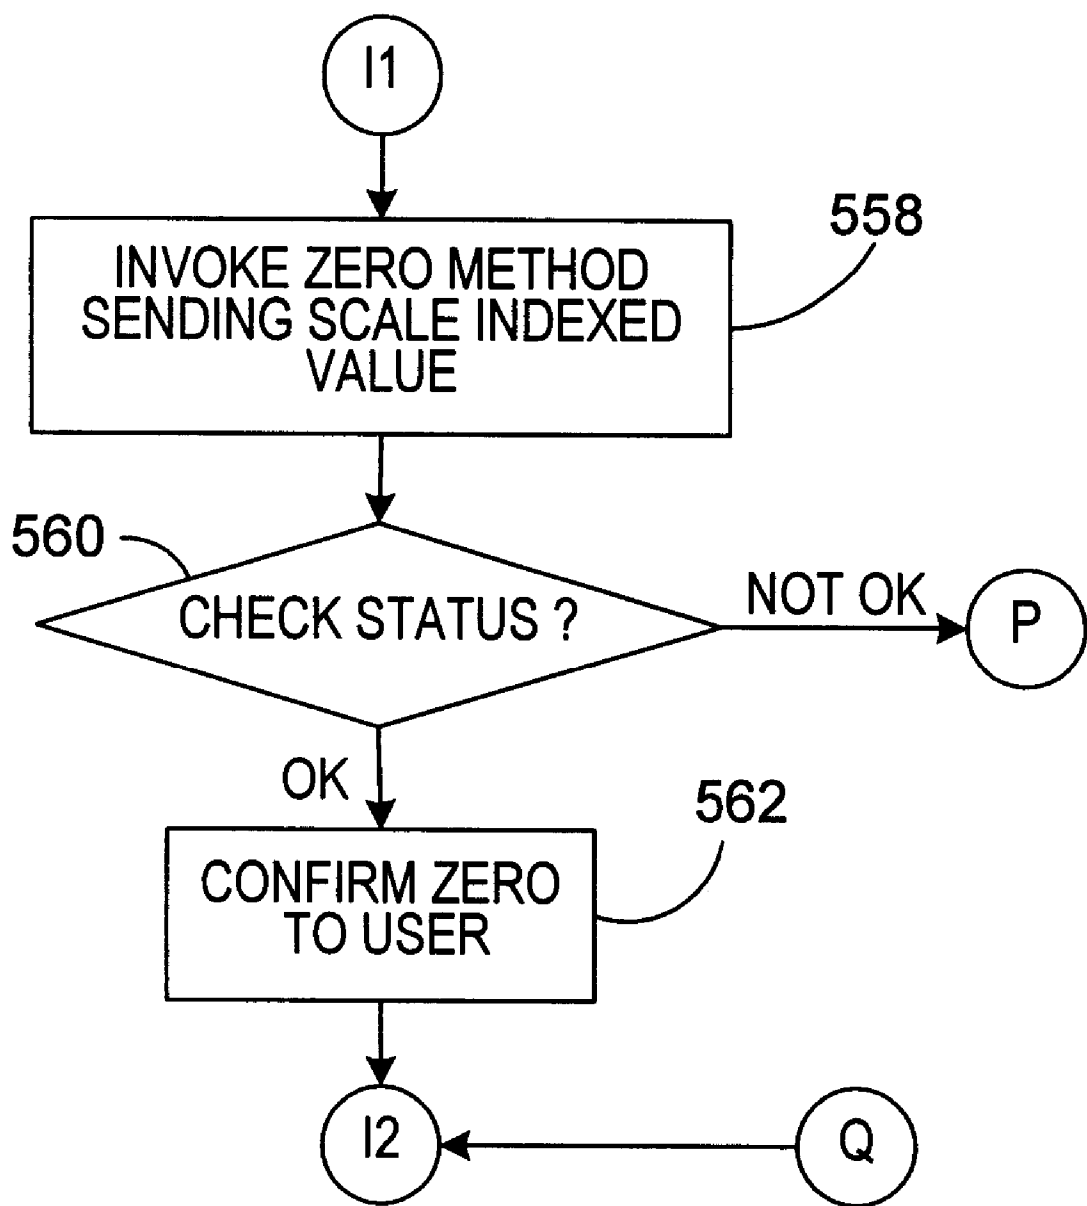 I1
558
INVOKE ZERO METHOD
SENDING SCALE INDEXED
VALUE
560
CHECK STATUS ?
NOT OK
P
OK
562
CONFIRM ZERO
TO USER
I2
Q